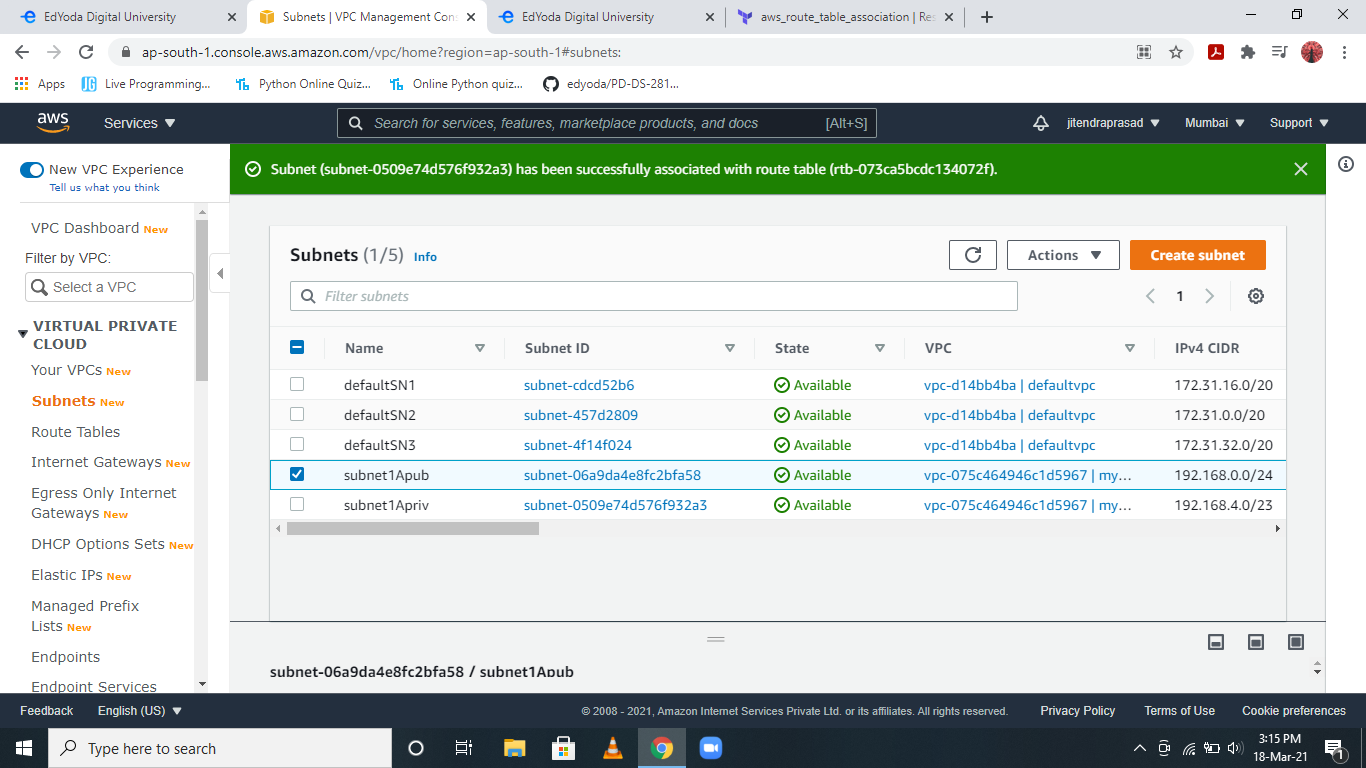 EdYoda Digital University
Subnets | VPC Management Cons
EdYoda Digital University
aws_route_table_association | Res
ap-south-1.console.aws.amazon.com/vpc/home?region=ap-south-1#subnets:
Apps
Live Programming...
Python Online Quiz...
Online Python quiz...
edyoda/PD-DS-281...
aws
Services
Search for services, features, marketplace products, and docs
[Alt+S]
jitendraprasad
Mumbai
Support
New VPC Experience
Tell us what you think
Subnet (subnet-0509e74d576f932a3) has been successfully associated with route table (rtb-073ca5bcdc134072f).
VPC Dashboard New
Filter by VPC:
Select a VPC
VIRTUAL PRIVATE
CLOUD
Your VPCs New
Subnets New
Route Tables
Internet Gateways New
Egress Only Internet
Gateways New
DHCP Options Sets New
Elastic IPs New
Managed Prefix
Lists New
Endpoints
Endpoint Services
Subnets (1/5) Info
Actions
Create subnet
Filter subnets
1
Name Subnet ID State VPC IPv4 CIDR
defaultSN1 subnet-cdcd52b6 Available vpc-d14bb4ba | defaultvpc 172.31.16.0/20
defaultSN2 subnet-457d2809 Available vpc-d14bb4ba | defaultvpc 172.31.0.0/20
defaultSN3 subnet-4f14f024 Available vpc-d14bb4ba | defaultvpc 172.31.32.0/20
subnet1Apub subnet-06a9da4e8fc2bfa58 Available vpc-075c464946c1d5967 | my... 192.168.0.0/24
subnet1Apriv subnet-0509e74d576f932a3 Available vpc-075c464946c1d5967 | my... 192.168.4.0/23
subnet-06a9da4e8fc2bfa58 / subnet1Apub
Feedback
English (US)
© 2008 - 2021, Amazon Internet Services Private Ltd. or its affiliates. All rights reserved.
Privacy Policy
Terms of Use
Cookie preferences
Type here to search
3:15 PM
18-Mar-21
1